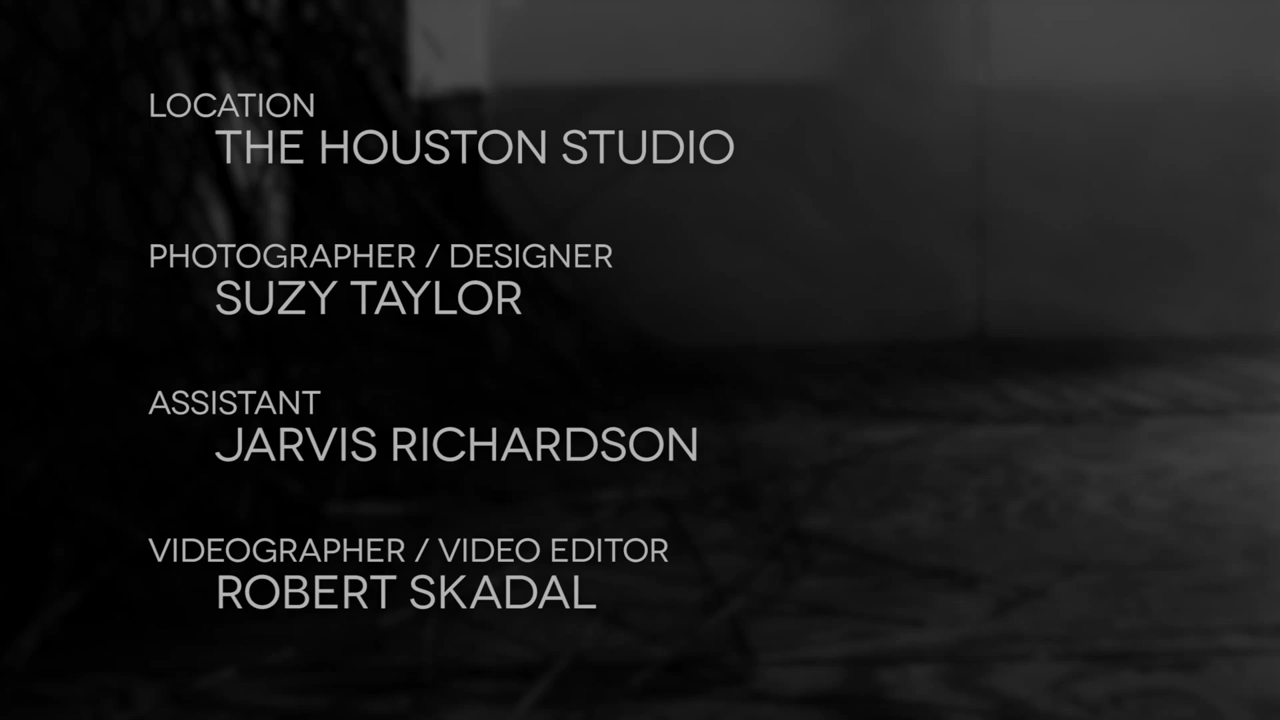 LOCATION
THE HOUSTON STUDIO
PHOTOGRAPHER / DESIGNER
SUZY TAYLOR
ASSISTANT
JARVIS RICHARDSON
VIDEOGRAPHER / VIDEO EDITOR
ROBERT SKADAL